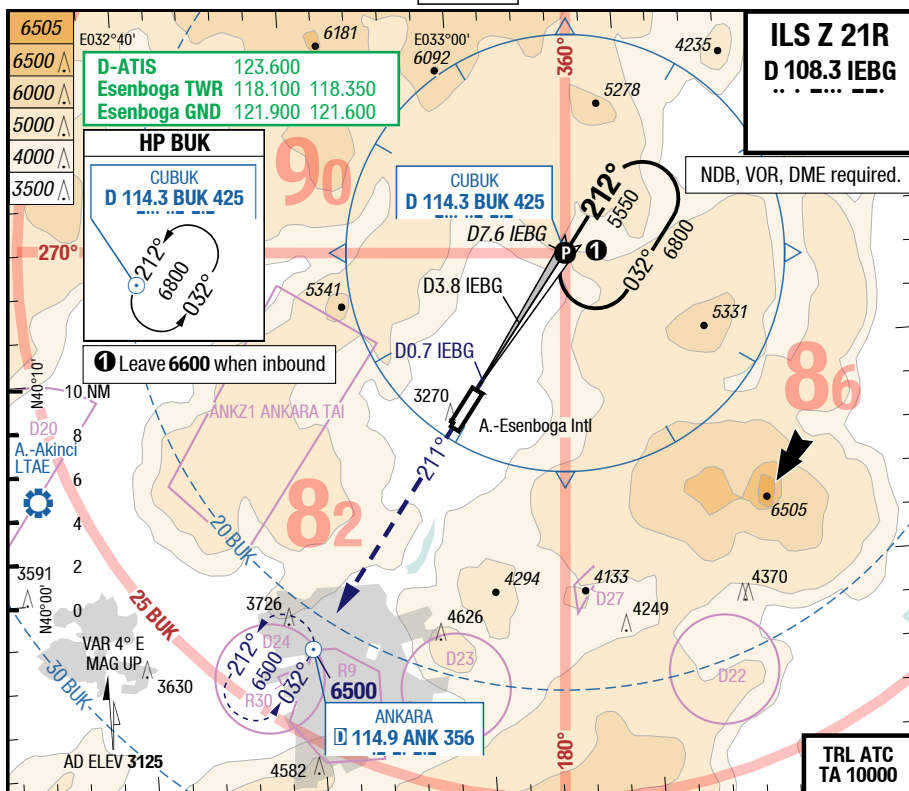 6505
6500
6000
5000
4000
3500
E032°40'
6181
E033°00'
6092
360°
4235
5278
ILS Z 21R
D 108.3 IEBG
D-ATIS 123.600
Esenboga TWR 118.100 118.350
Esenboga GND 121.900 121.600
HP BUK
CUBUK
D 114.3 BUK 425
212°
6800
032°
90
CUBUK
D 114.3 BUK 425
NDB, VOR, DME required.
212°
5550
D7.6 IEBG
P
1
032°
6800
270°
D3.8 IEBG
5341
5331
1 Leave 6600 when inbound
D0.7 IEBG
86
N40°10'
10 NM
8
6
4
2
0
N40°00'
ANKZ1 ANKARA TAI
3270
A.-Esenboga Intl
D20
A.-Akinci
LTAE
211°
82
6505
20 BUK
3591
25 BUK
4294
4133
4370
D27
4249
3726
4626
D24
D23
D22
VAR 4° E
MAG UP
212°
6500
032°
R9
6500
R30
30 BUK
3630
ANKARA
D 114.9 ANK 356
180°
AD ELEV 3125
4582
TRL ATC
TA 10000